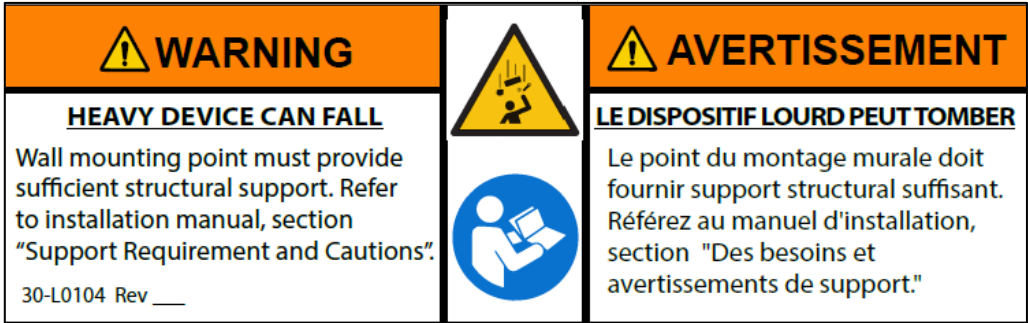 WARNING
HEAVY DEVICE CAN FALL
Wall mounting point must provide
sufficient structural support. Refer
to installation manual, section
“Support Requirement and Cautions”.
30-L0104 Rev ___
AVERTISSEMENT
LE DISPOSITIF LOURD PEUT TOMBER
Le point du montage murale doit
fournir support structural suffisant.
Référez au manuel d'installation,
section "Des besoins et
avertissements de support."